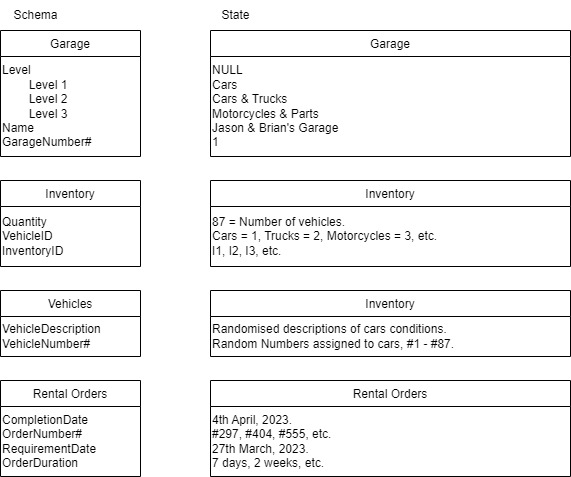 Schema
State
Garage
Level
Level 1
Level 2
Level 3
Name
GarageNumber#
Garage
NULL
Cars
Cars & Trucks
Motorcycles & Parts
Jason & Brian's Garage
1
Inventory
Quantity
VehicleID
InventoryID
Inventory
87 = Number of vehicles.
Cars = 1, Trucks = 2, Motorcycles = 3, etc.
I1, I2, I3, etc.
Vehicles
VehicleDescription
VehicleNumber#
Inventory
Randomised descriptions of cars conditions.
Random Numbers assigned to cars, #1 - #87.
Rental Orders
CompletionDate
OrderNumber#
RequirementDate
OrderDuration
Rental Orders
4th April, 2023.
#297, #404, #555, etc.
27th March, 2023.
7 days, 2 weeks, etc.